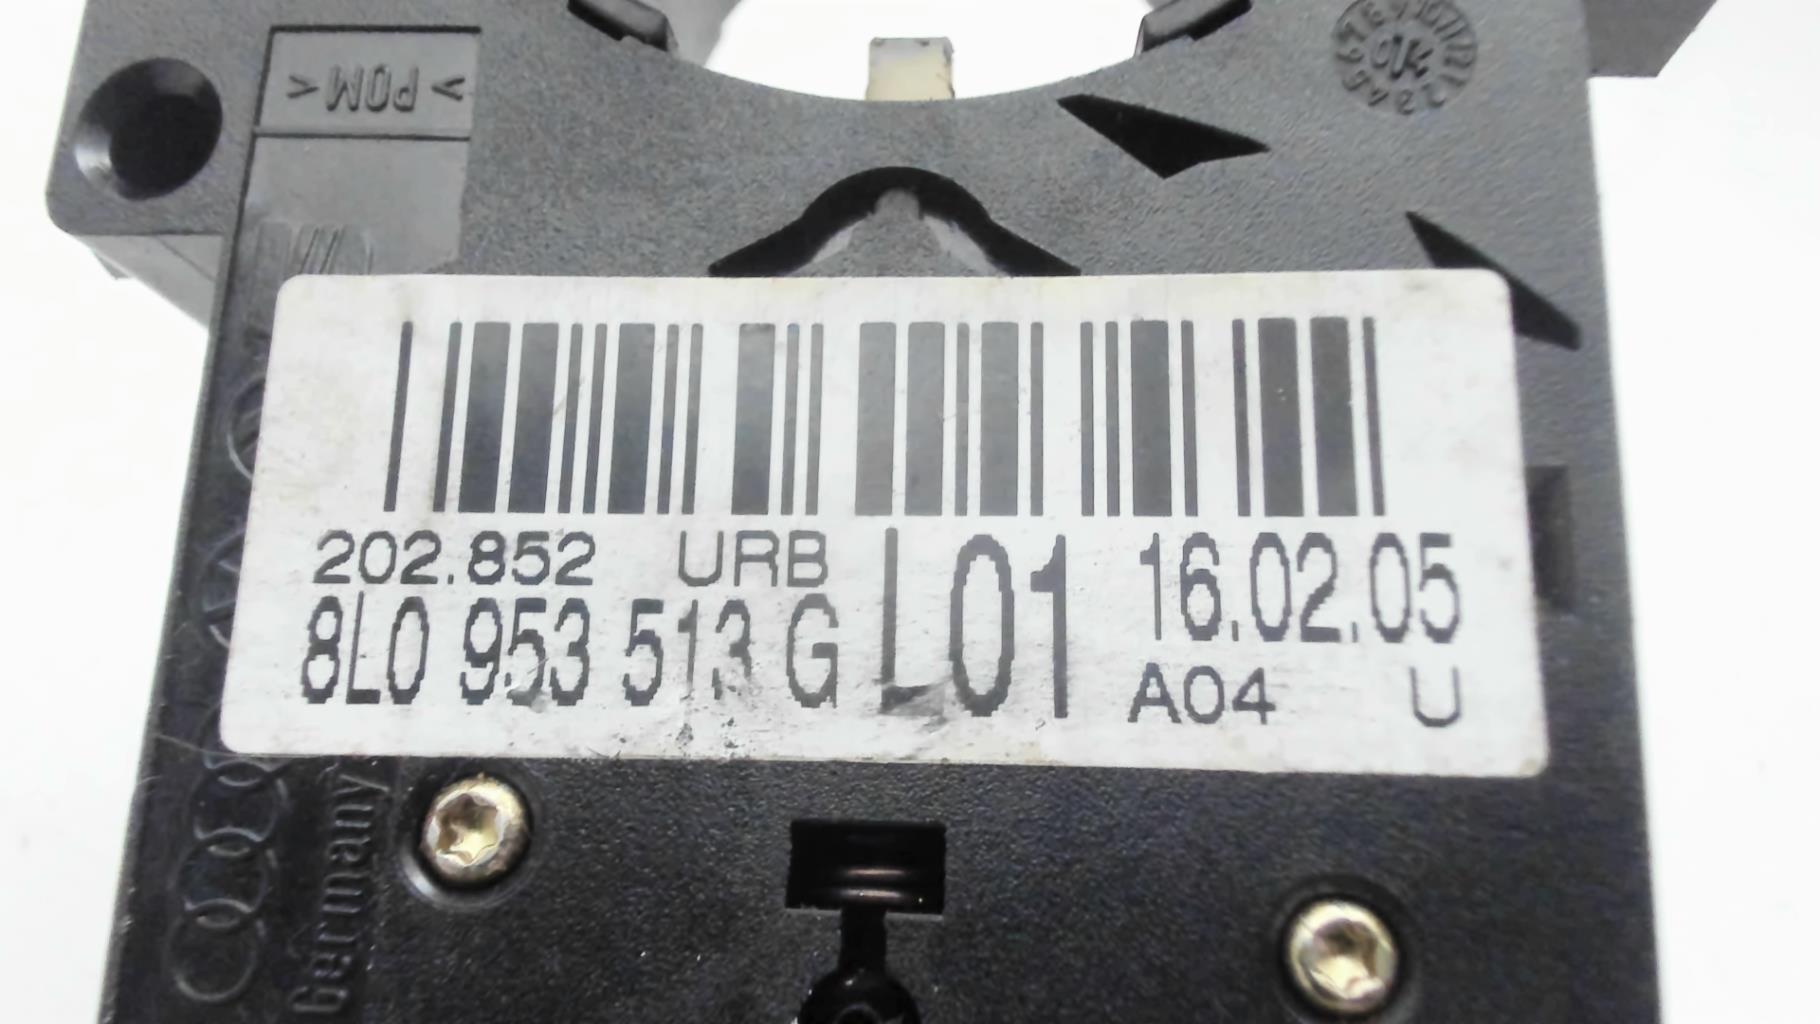 >POM<
202.852 URB L01 16.02.05
8L0 953 513 G A04 U
Germany